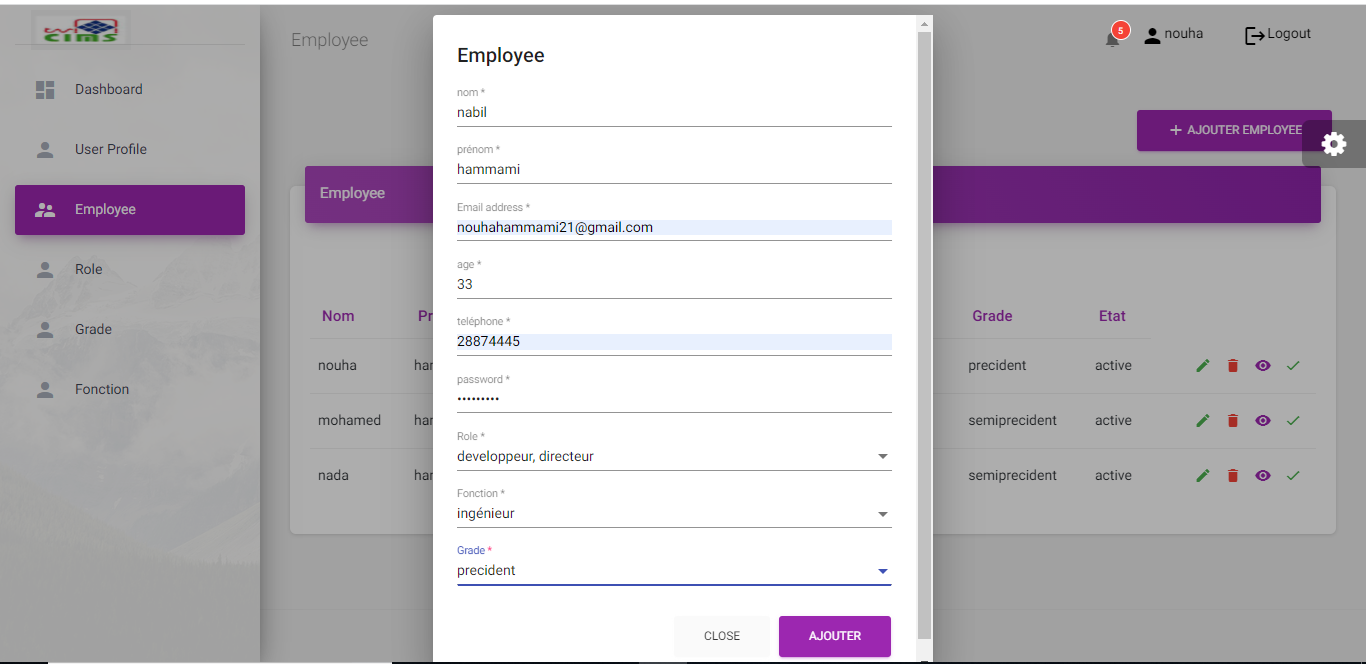 CIMS
Dashboard
User Profile
Employee
Role
Grade
Fonction
Employee
5
nouha
Logout
+ AJOUTER EMPLOYEE
Employee
Nom Pr Grade Etat
nouha har precident active
mohamed har semiprecident active
nada har semiprecident active
Employee
nom *
nabil
prénom *
hammami
Email address *
nouhahammami21@gmail.com
age *
33
teléphone *
28874445
password *
•••••••••
Role *
developpeur, directeur
Fonction *
ingénieur
Grade *
precident
CLOSE AJOUTER